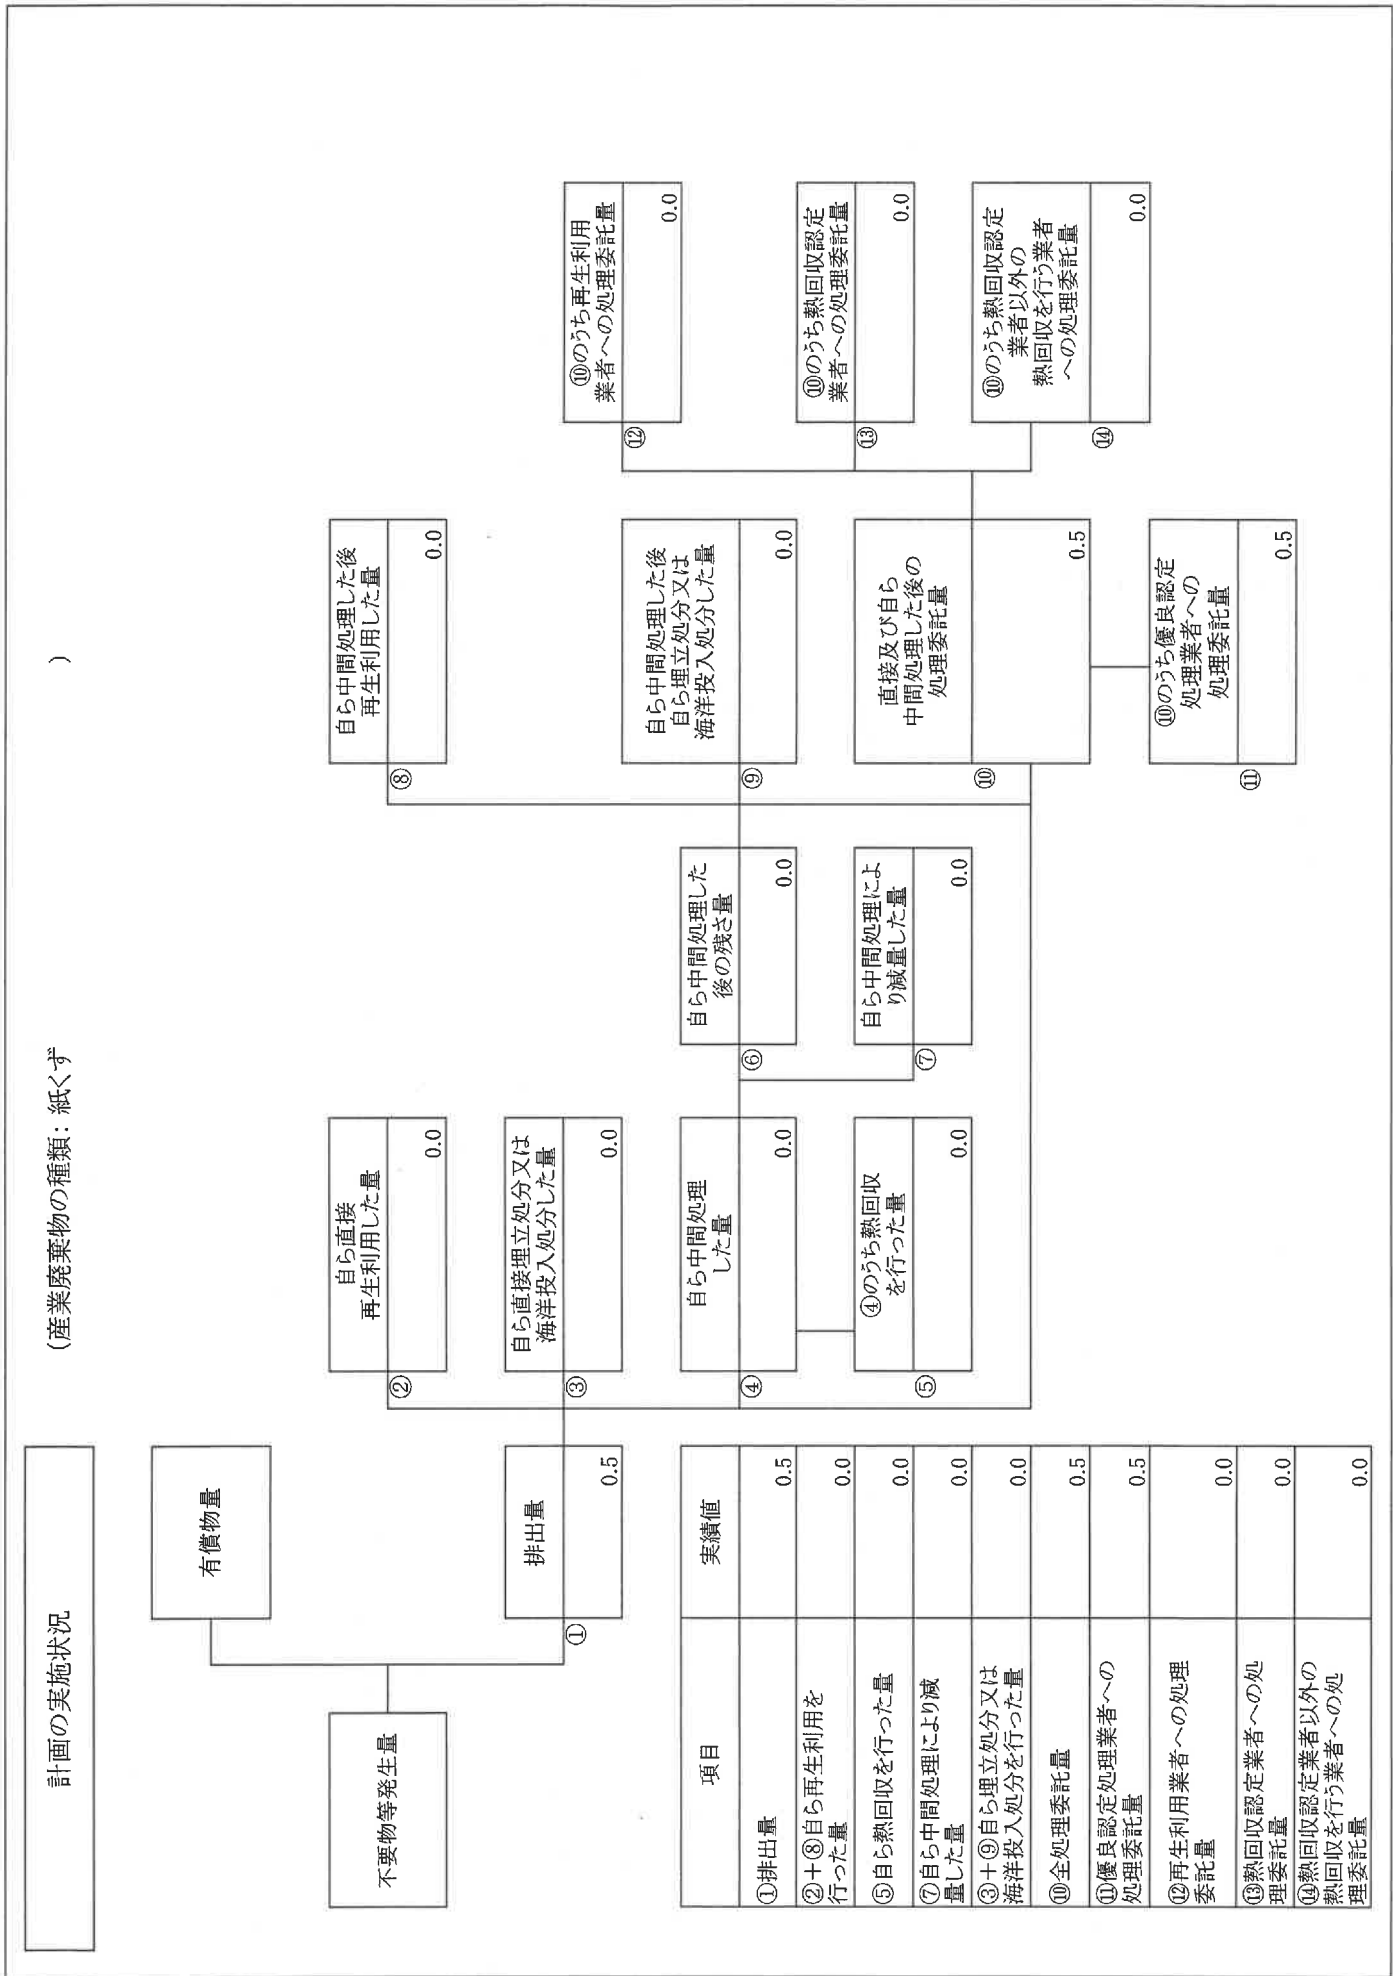 計画の実施状況
(産業廃棄物の種類: 紙くず )
不要物等発生量
有償物量
①
排出量
0.5
②
自ら直接
再生利用した量
0.0
③
自ら直接埋立処分又は
海洋投入処分した量
0.0
④
自ら中間処理
した量
0.0
⑤
④のうち熱回収
を行った量
0.0
⑥
自ら中間処理した
後の残さ量
0.0
⑦
自ら中間処理によ
り減量した量
0.0
⑧
自ら中間処理した後
再生利用した量
0.0
⑨
自ら中間処理した後
自ら埋立処分又は
海洋投入処分した量
0.0
⑩
直接及び自ら
中間処理した後の
処理委託量
0.5
⑪
⑩のうち優良認定
処理業者への
処理委託量
0.5
⑫
⑩のうち再生利用
業者への処理委託量
0.0
⑬
⑩のうち熱回収認定
業者への処理委託量
0.0
⑭
⑩のうち熱回収認定
業者以外の
熱回収を行う業者
への処理委託量
0.0
項目 実績値
①排出量 0.5
②+⑧自ら再生利用を
行った量 0.0
⑤自ら熱回収を行った量 0.0
⑦自ら中間処理により減
量した量 0.0
③+⑨自ら埋立処分又は
海洋投入処分を行った量 0.0
⑩全処理委託量 0.5
⑪優良認定処理業者への
処理委託量 0.5
⑫再生利用業者への処理
委託量 0.0
⑬熱回収認定業者への処
理委託量 0.0
⑭熱回収認定業者以外の
熱回収を行う業者への処
理委託量 0.0